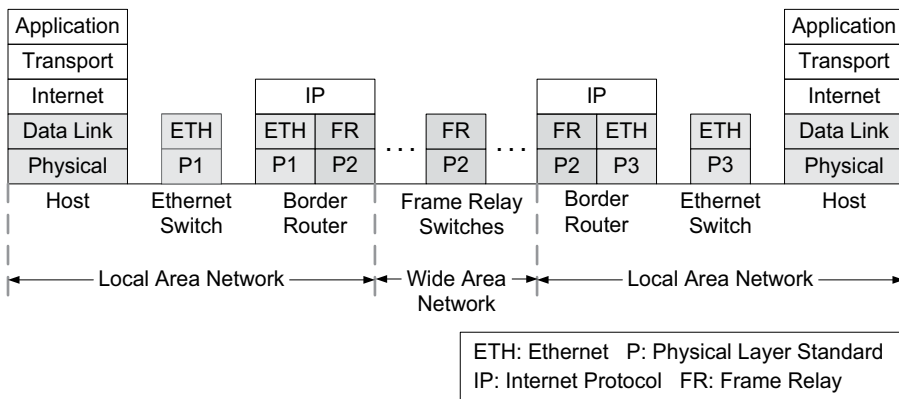 Application Application
Transport Transport
Internet IP IP Internet
Data Link ETH ETH FR ... FR ... FR ETH ETH Data Link
Physical P1 P1 P2 P2 P2 P3 P3 Physical
Host Ethernet Switch Border Router Frame Relay Switches Border Router Ethernet Switch Host
Local Area Network Wide Area Network Local Area Network
ETH: Ethernet P: Physical Layer Standard
IP: Internet Protocol FR: Frame Relay